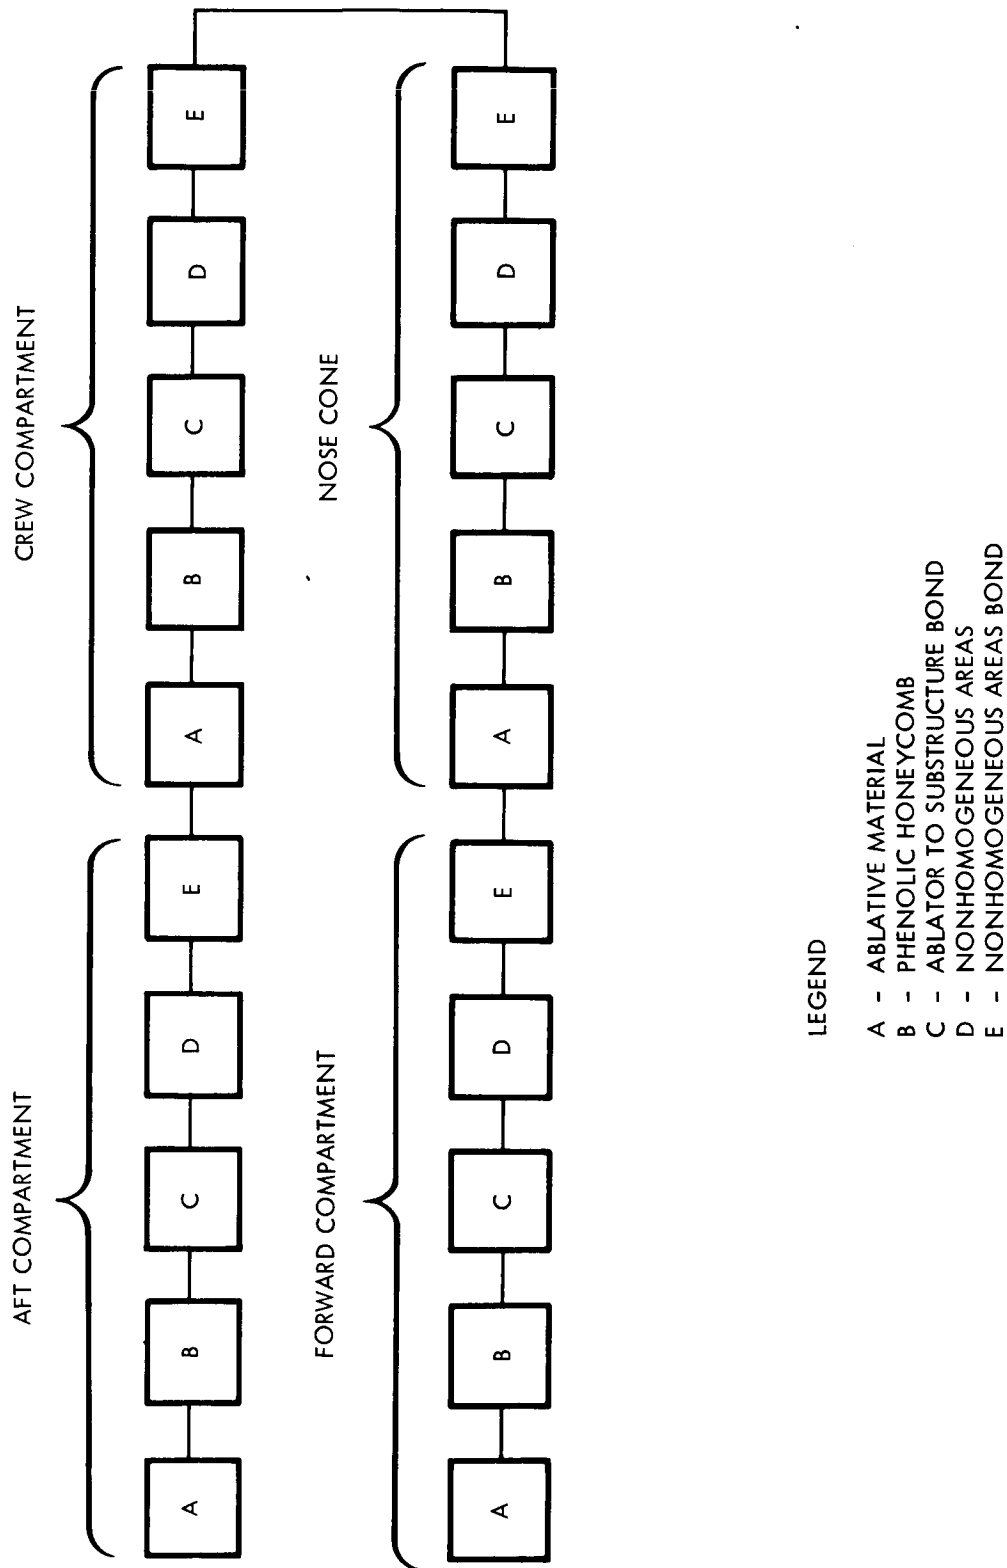 AFT COMPARTMENT
CREW COMPARTMENT
A B C D E A B C D E
FORWARD COMPARTMENT
NOSE CONE
A B C D E A B C D E
LEGEND
A - ABLATIVE MATERIAL
B - PHENOLIC HONEYCOMB
C - ABLATOR TO SUBSTRUCTURE BOND
D - NONHOMOGENEOUS AREAS
E - NONHOMOGENEOUS AREAS BOND